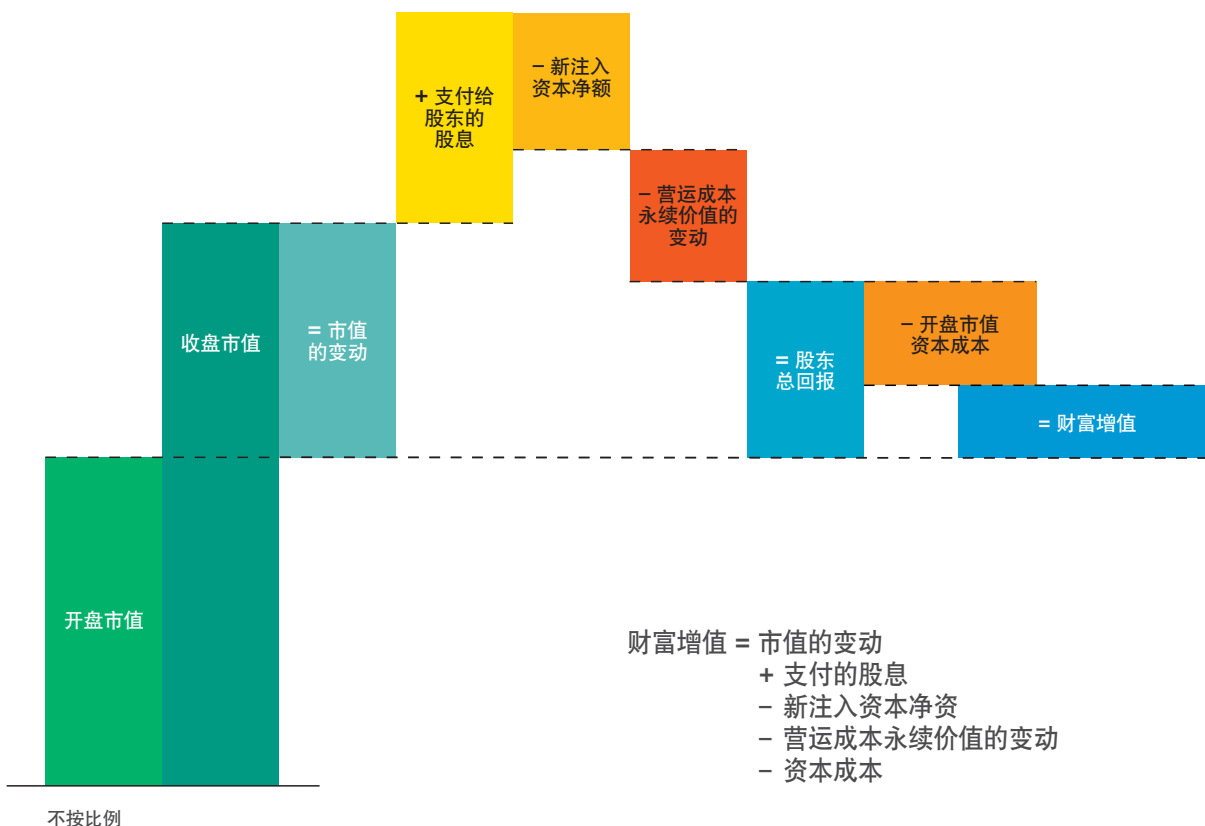 + 支付给
股东的
股息
– 新注入
资本净额
– 营运成本
永续价值的
变动
收盘市值
= 市值
的变动
= 股东
总回报
– 开盘市值
资本成本
= 财富增值
开盘市值
财富增值 = 市值的变动
+ 支付的股息
– 新注入资本净资
– 营运成本永续价值的变动
– 资本成本
不按比例